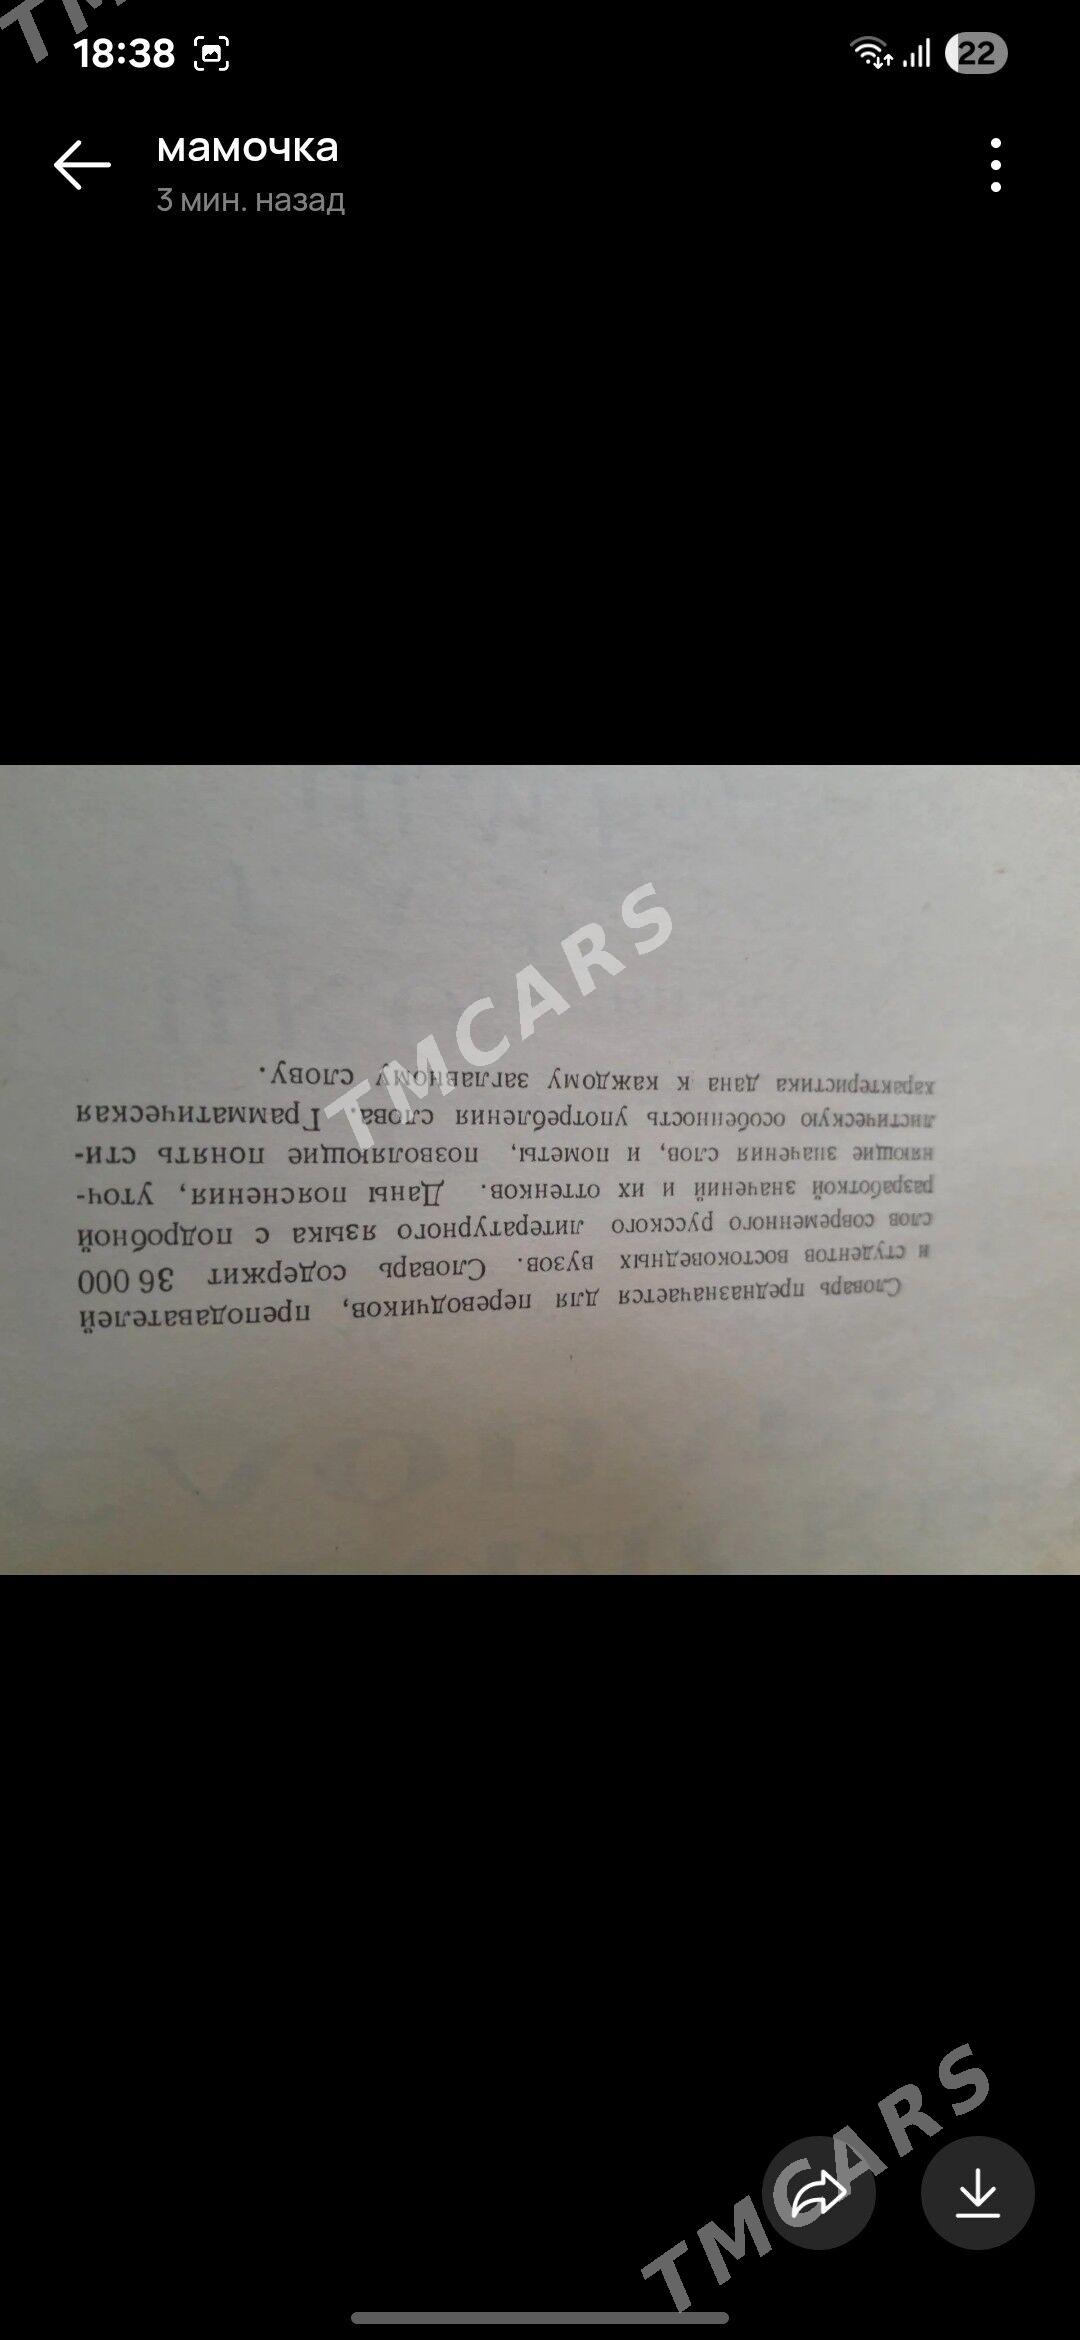 TM
18:38
22
мамочка
3 мин. назад
Словарь предназначается для переводчиков, преподавателей
и студентов востоковедных вузов. Словарь содержит 36 000
слов современного русского литературного языка с подробной
разработкой значений и их оттенков. Даны пояснения, уточ-
няющие значения слов, и пометы, позволяющие понять сти-
листическую особенность употребления слова. Грамматическая
характеристика дана к каждому заглавному слову.
TMCARS
TMCARS